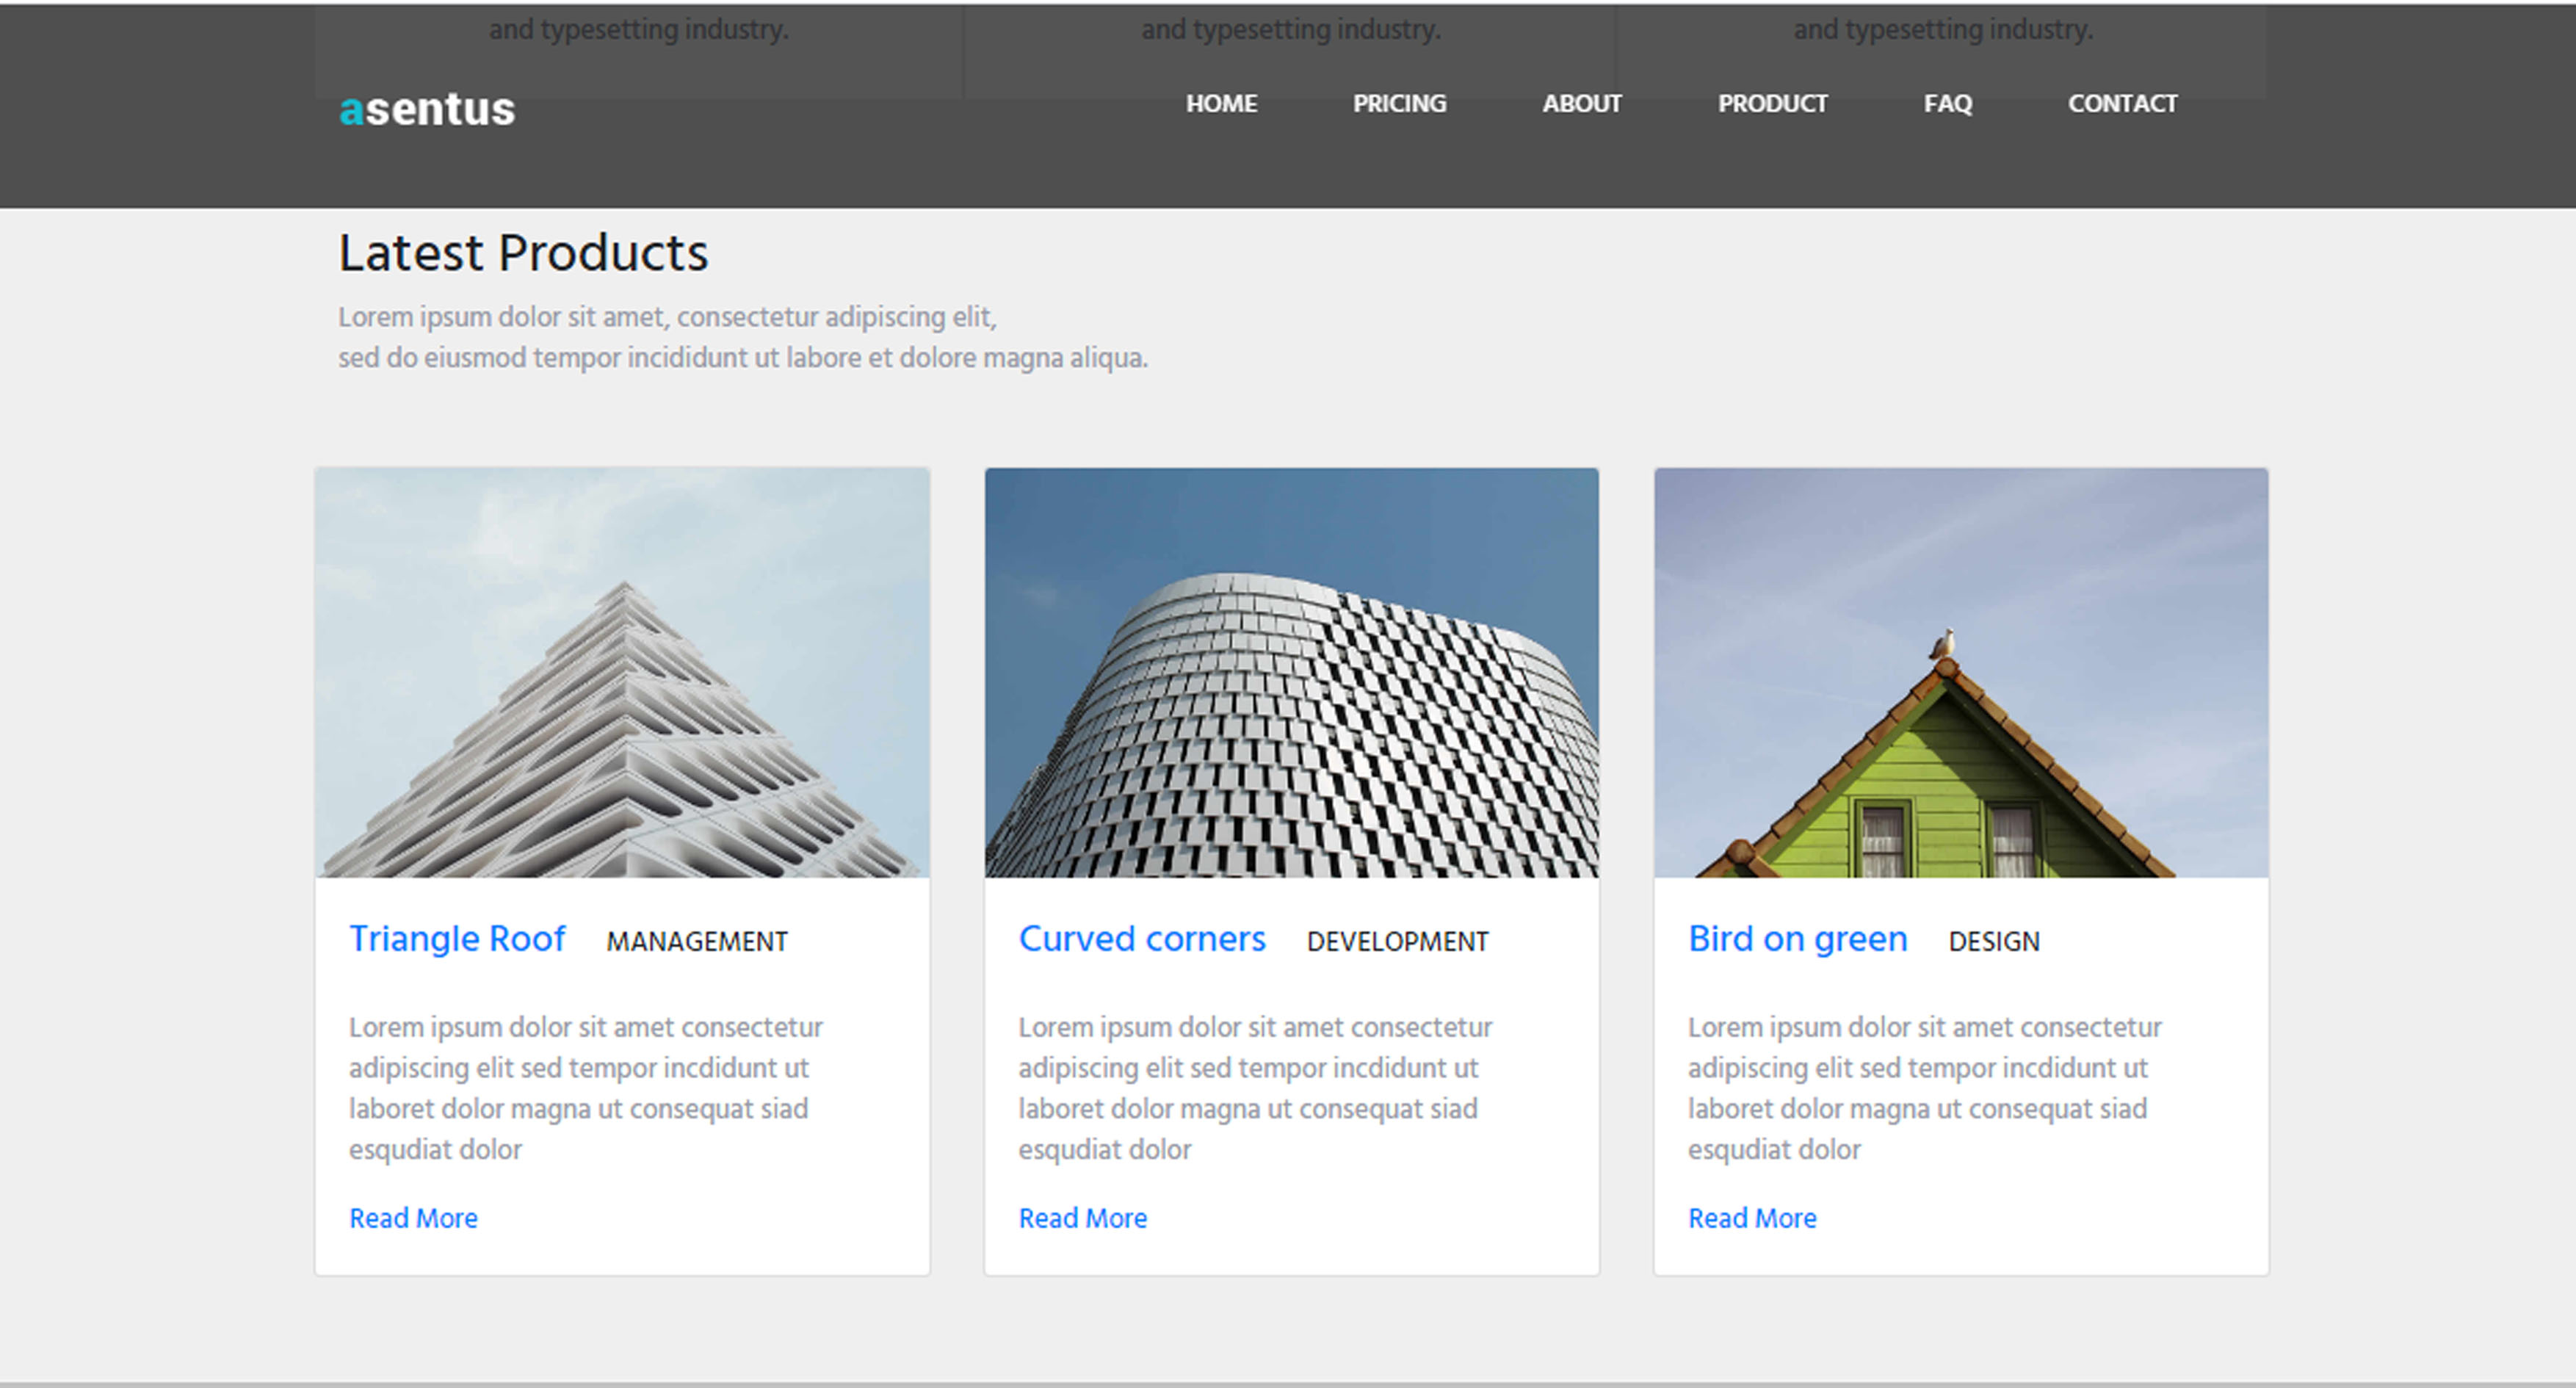 and typesetting industry.
and typesetting industry.
and typesetting industry.
asentus
HOME PRICING ABOUT PRODUCT FAQ CONTACT
Latest Products
Lorem ipsum dolor sit amet, consectetur adipiscing elit,
sed do eiusmod tempor incididunt ut labore et dolore magna aliqua.
Triangle Roof MANAGEMENT
Lorem ipsum dolor sit amet consectetur
adipiscing elit sed tempor incdidunt ut
laboret dolor magna ut consequat siad
esqudiat dolor
Read More
Curved corners DEVELOPMENT
Lorem ipsum dolor sit amet consectetur
adipiscing elit sed tempor incdidunt ut
laboret dolor magna ut consequat siad
esqudiat dolor
Read More
Bird on green DESIGN
Lorem ipsum dolor sit amet consectetur
adipiscing elit sed tempor incdidunt ut
laboret dolor magna ut consequat siad
esqudiat dolor
Read More